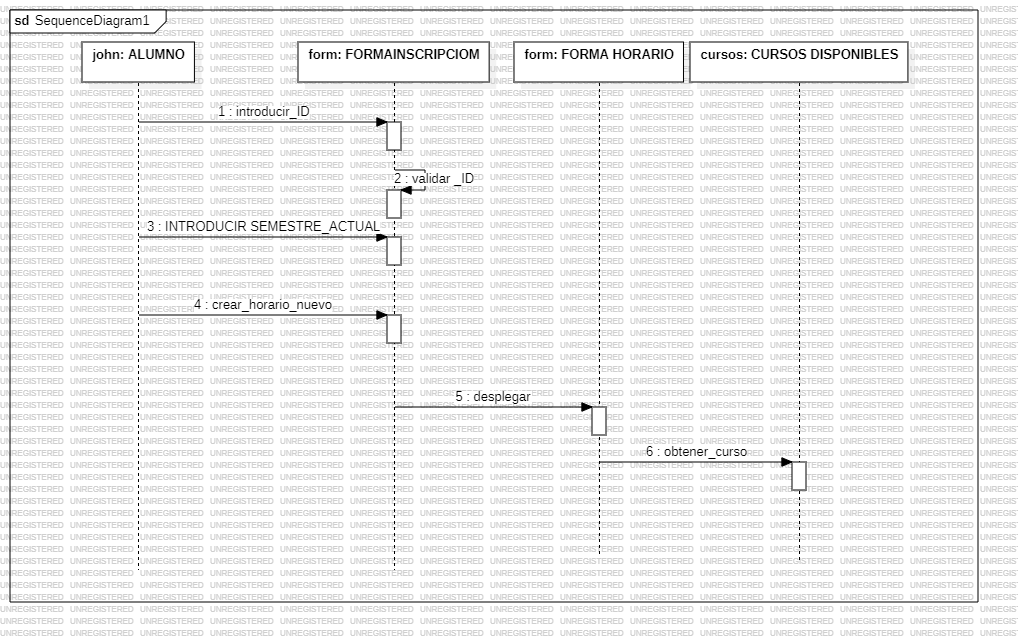 sd SequenceDiagram1
john: ALUMNO
form: FORMAINSCRIPCIOM
form: FORMA HORARIO
cursos: CURSOS DISPONIBLES
1 : introducir_ID
2 : validar _ID
3 : INTRODUCIR SEMESTRE_ACTUAL
4 : crear_horario_nuevo
5 : desplegar
6 : obtener_curso
UNREGISTERED